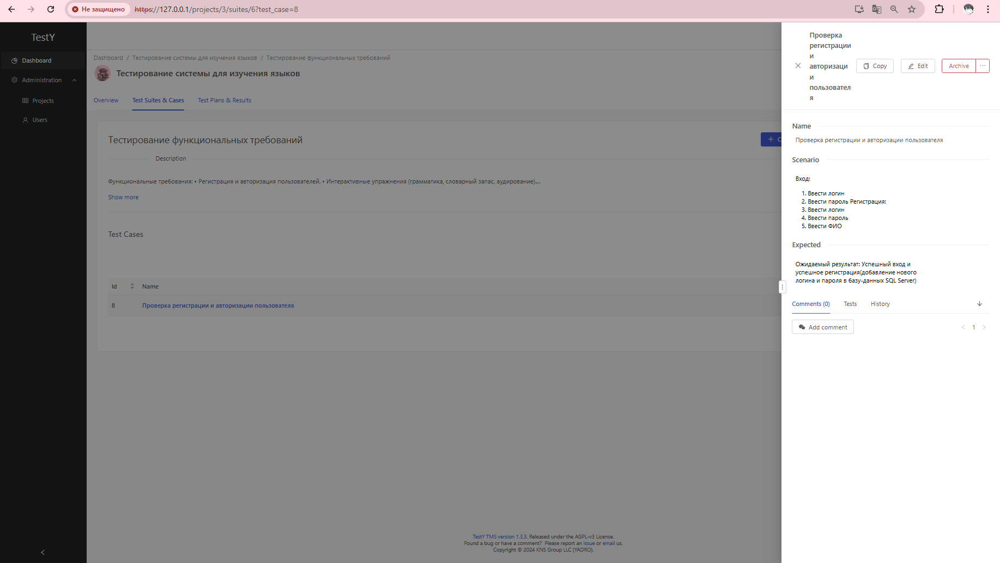 Не защищено https://127.0.0.1/projects/3/suites/6?test_case=8
TestY
Dashboard
Administration
Projects
Users
Dashboard / Тестирование системы для изучения языков / Тестирование функциональных требований
Тестирование системы для изучения языков
Overview Test Suites & Cases Test Plans & Results
Тестирование функциональных требований
Description
Функциональные требования: • Регистрация и авторизация пользователей. • Интерактивные упражнения (грамматика, словарный запас, аудирование)....
Show more
Test Cases
Id Name
8 Проверка регистрации и авторизации пользователя
TestY TMS version 1.3.3. Released under the AGPL-v3 License.
Found a bug or have a comment? Please report an issue or email us.
Copyright © 2024 KNS Group LLC (YADRO).
Проверка
регистрации
и
авторизаци
и
пользовател
я
Copy
Edit
Archive
Name
Проверка регистрации и авторизации пользователя
Scenario
Вход:
1. Ввести логин
2. Ввести пароль Регистрация:
3. Ввести логин
4. Ввести пароль
5. Ввести ФИО
Expected
Ожидаемый результат: Успешный вход и
успешное регистрация(добавление нового
логина и пароля в базу-данных SQL Server)
Comments (0) Tests History
Add comment
1